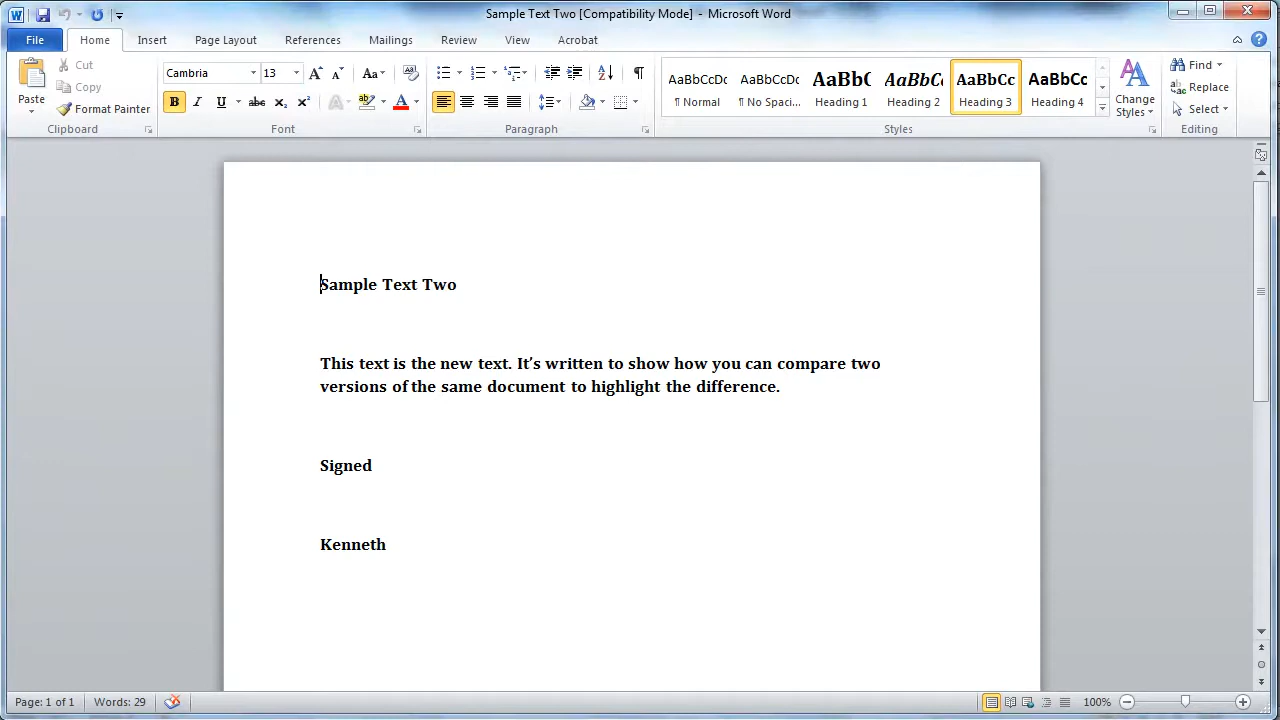 Sample Text Two [Compatibility Mode] - Microsoft Word
File Home Insert Page Layout References Mailings Review View Acrobat
Paste
Cut
Copy
Format Painter
Clipboard
Cambria 13
Font
Paragraph
AaBbCcDc AaBbCcDc AaBbC AaBbCc AaBbCc AaBbCc
¶ Normal ¶ No Spaci... Heading 1 Heading 2 Heading 3 Heading 4
Change
Styles
Styles
Find
Replace
Select
Editing
Sample Text Two
This text is the new text. It’s written to show how you can compare two
versions of the same document to highlight the difference.
Signed
Kenneth
Page: 1 of 1 Words: 29 100%